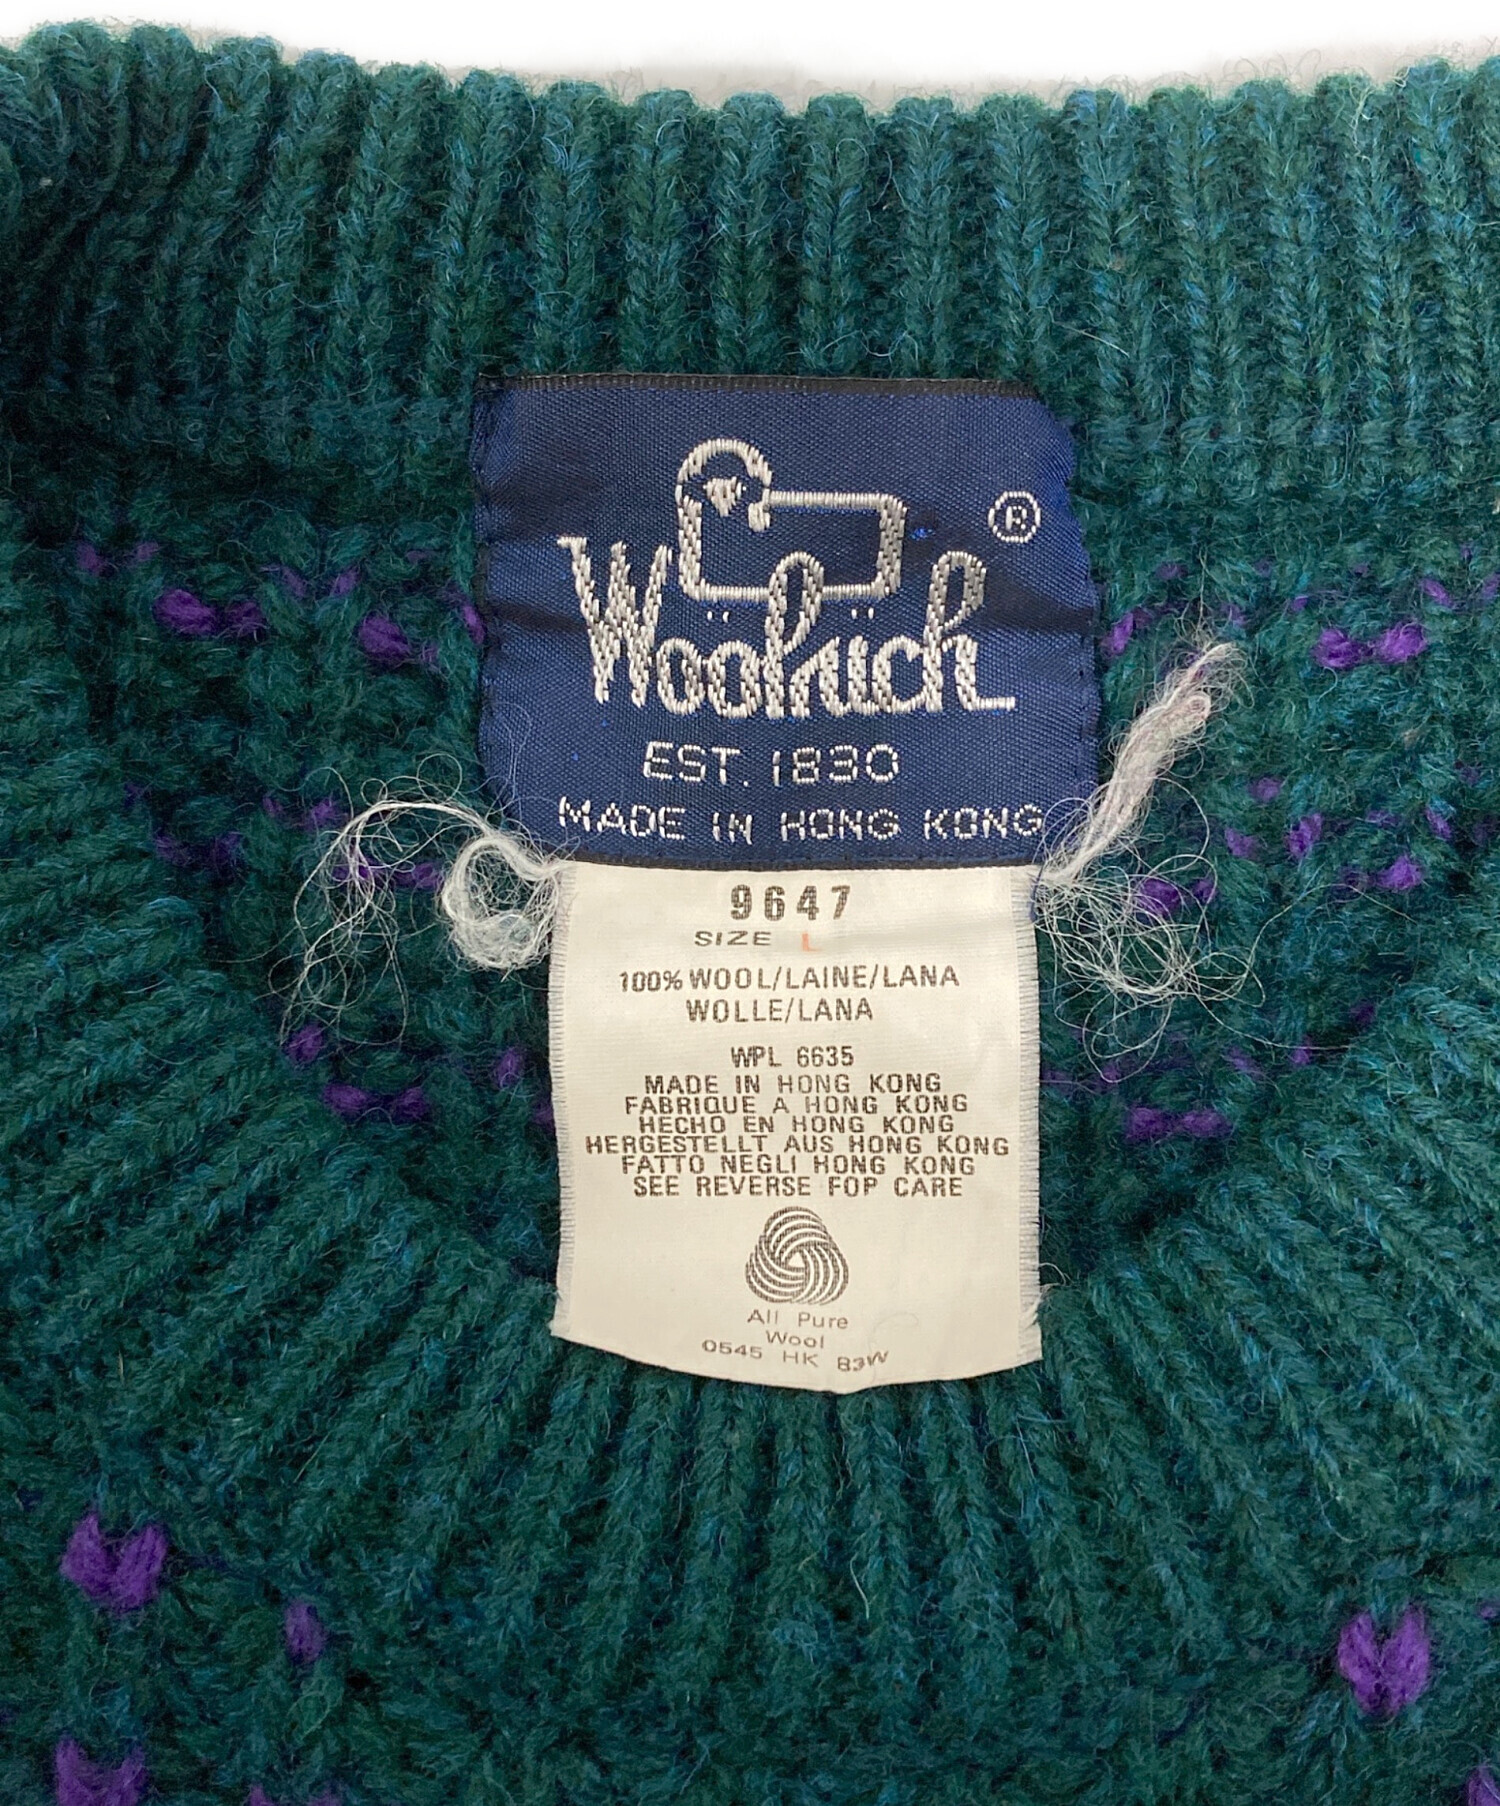 Woolrich ®
EST. 1830
MADE IN HONG KONG
9647
SIZE L
100% WOOL/LAINE/LANA
WOLLE/LANA
WPL 6635
MADE IN HONG KONG
FABRIQUE A HONG KONG
HECHO EN HONG KONG
HERGESTELLT AUS HONG KONG
FATTO NEGLI HONG KONG
SEE REVERSE FOP CARE
All Pure
Wool
0545 HK 83W